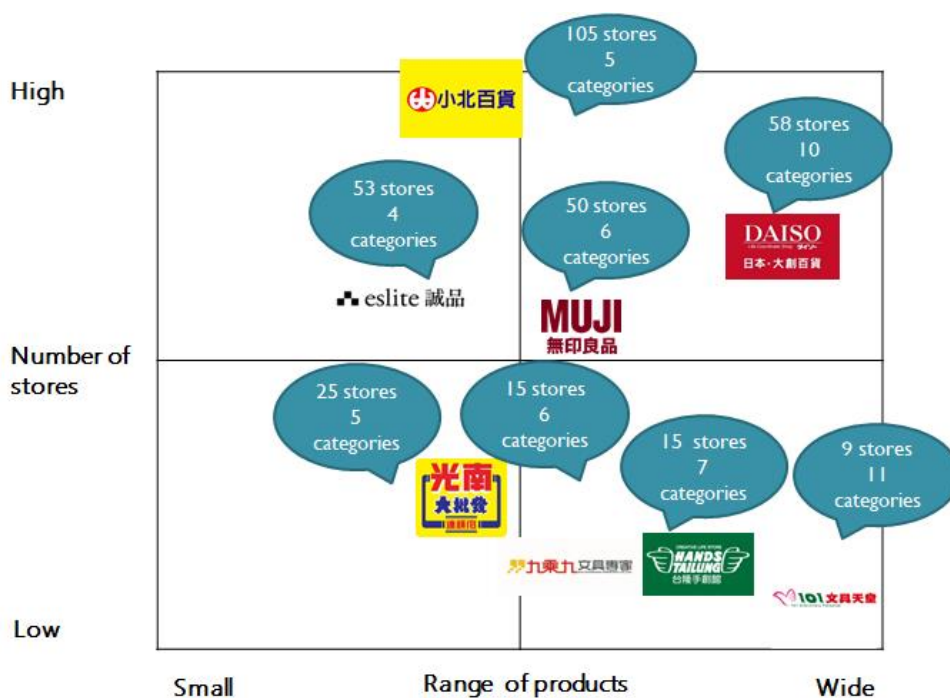 105 stores
5
categories
High
小北百貨
58 stores
10
categories
53 stores
4
categories
50 stores
6
categories
DAISO
日本・大創百貨
eslite 誠品
MUJI
無印良品
Number of
stores
25 stores
5
categories
15 stores
6
categories
15 stores
7
categories
9 stores
11
categories
光南
大批發
HANDS
TAILUNG
台隆手創館
九乘九 文具專家
101 文具天堂
Low
Small
Range of products
Wide